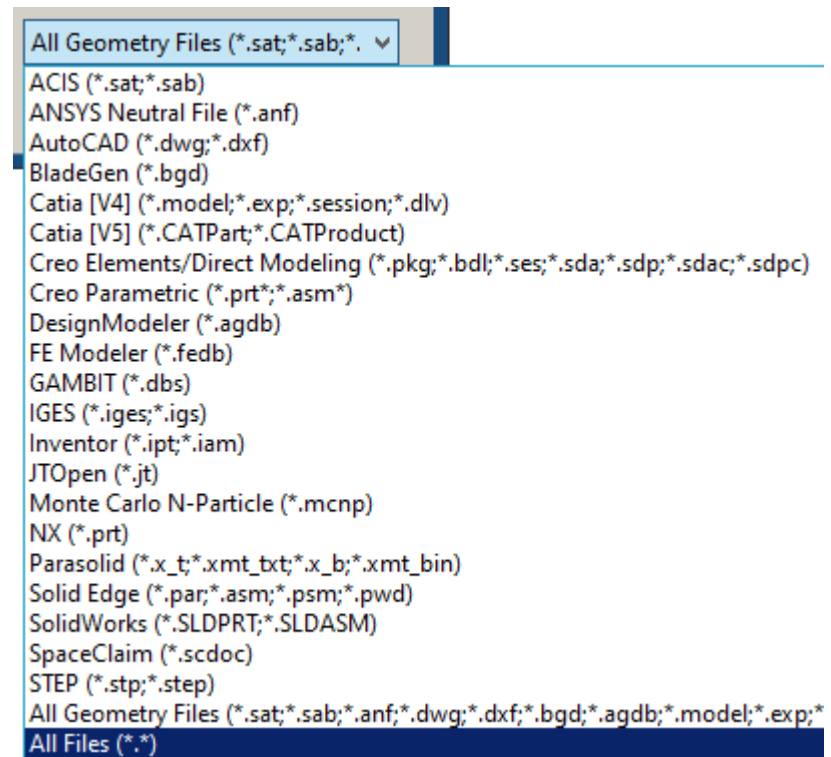 All Geometry Files (*.sat;*.sab;*.
ACIS (*.sat;*.sab)
ANSYS Neutral File (*.anf)
AutoCAD (*.dwg;*.dxf)
BladeGen (*.bgd)
Catia [V4] (*.model;*.exp;*.session;*.dlv)
Catia [V5] (*.CATPart;*.CATProduct)
Creo Elements/Direct Modeling (*.pkg;*.bdl;*.ses;*.sda;*.sdp;*.sdac;*.sdpc)
Creo Parametric (*.prt*;*.asm*)
DesignModeler (*.agdb)
FE Modeler (*.fedb)
GAMBIT (*.dbs)
IGES (*.iges;*.igs)
Inventor (*.ipt;*.iam)
JTOpen (*.jt)
Monte Carlo N-Particle (*.mcnp)
NX (*.prt)
Parasolid (*.x_t;*.xmt_txt;*.x_b;*.xmt_bin)
Solid Edge (*.par;*.asm;*.psm;*.pwd)
SolidWorks (*.SLDPRT;*.SLDASM)
SpaceClaim (*.scdoc)
STEP (*.stp;*.step)
All Geometry Files (*.sat;*.sab;*.anf;*.dwg;*.dxf;*.bgd;*.agdb;*.model;*.exp;*
All Files (*.*)